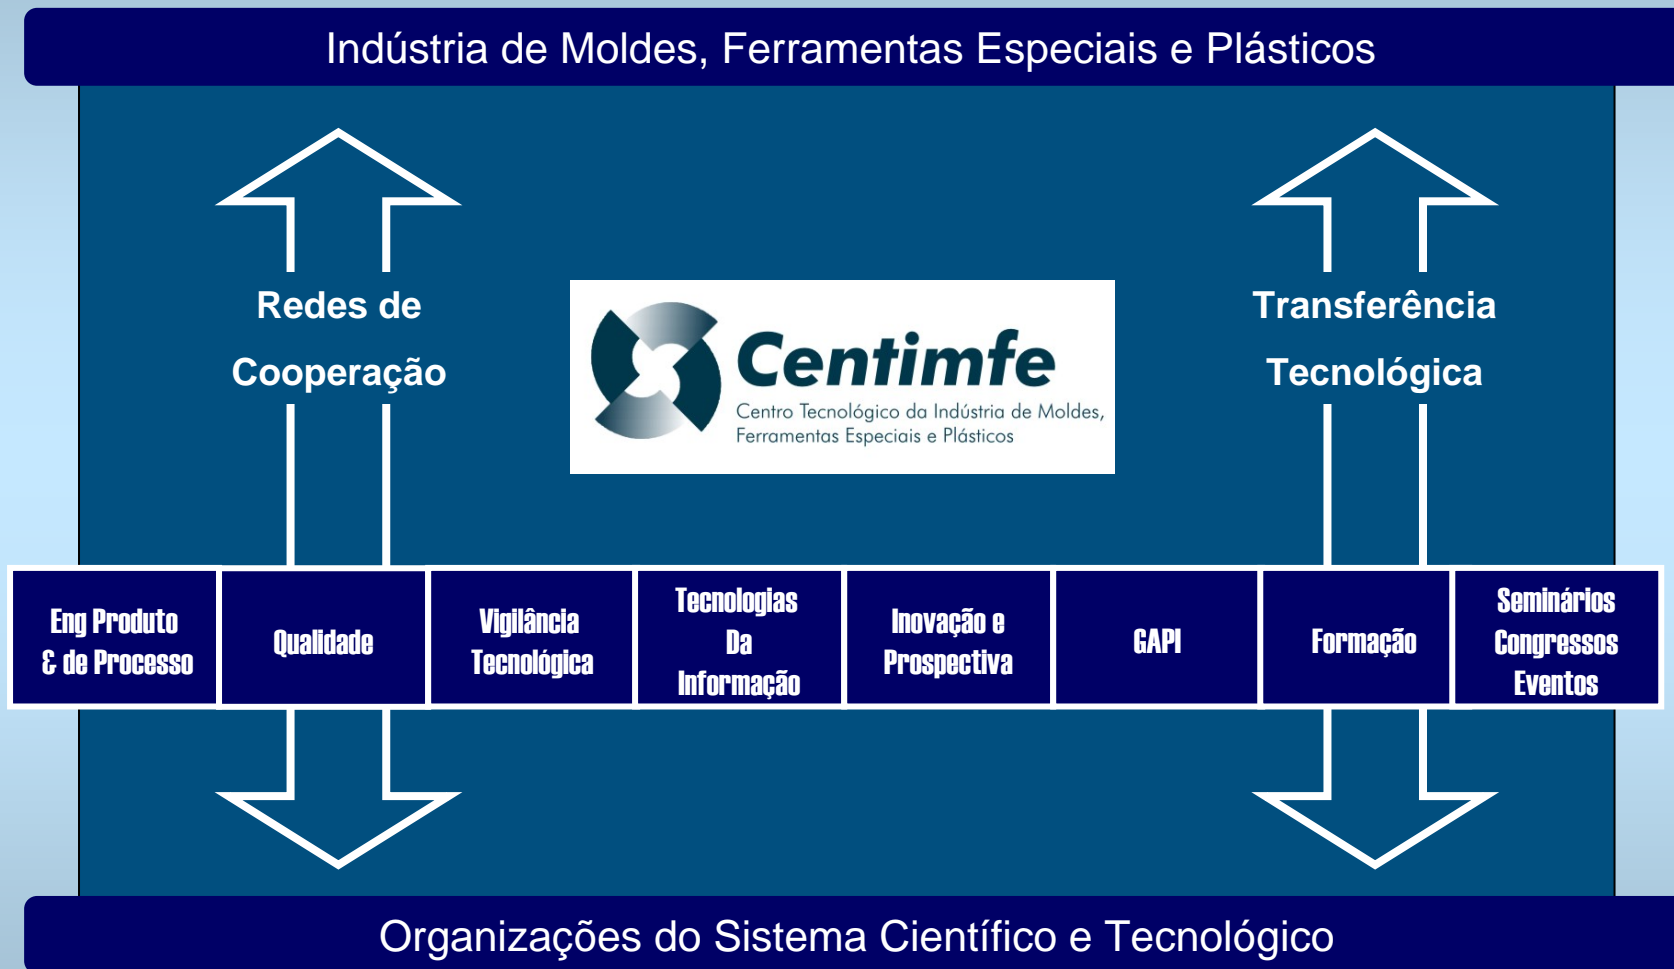 Indústria de Moldes, Ferramentas Especiais e Plásticos
Redes de
Cooperação
Centimfe
Centro Tecnológico da Indústria de Moldes,
Ferramentas Especiais e Plásticos
Transferência
Tecnológica
Eng Produto
& de Processo
Qualidade
Vigilância
Tecnológica
Tecnologias
Da
Informação
Inovação e
Prospectiva
GAPI
Formação
Seminários
Congressos
Eventos
Organizações do Sistema Científico e Tecnológico